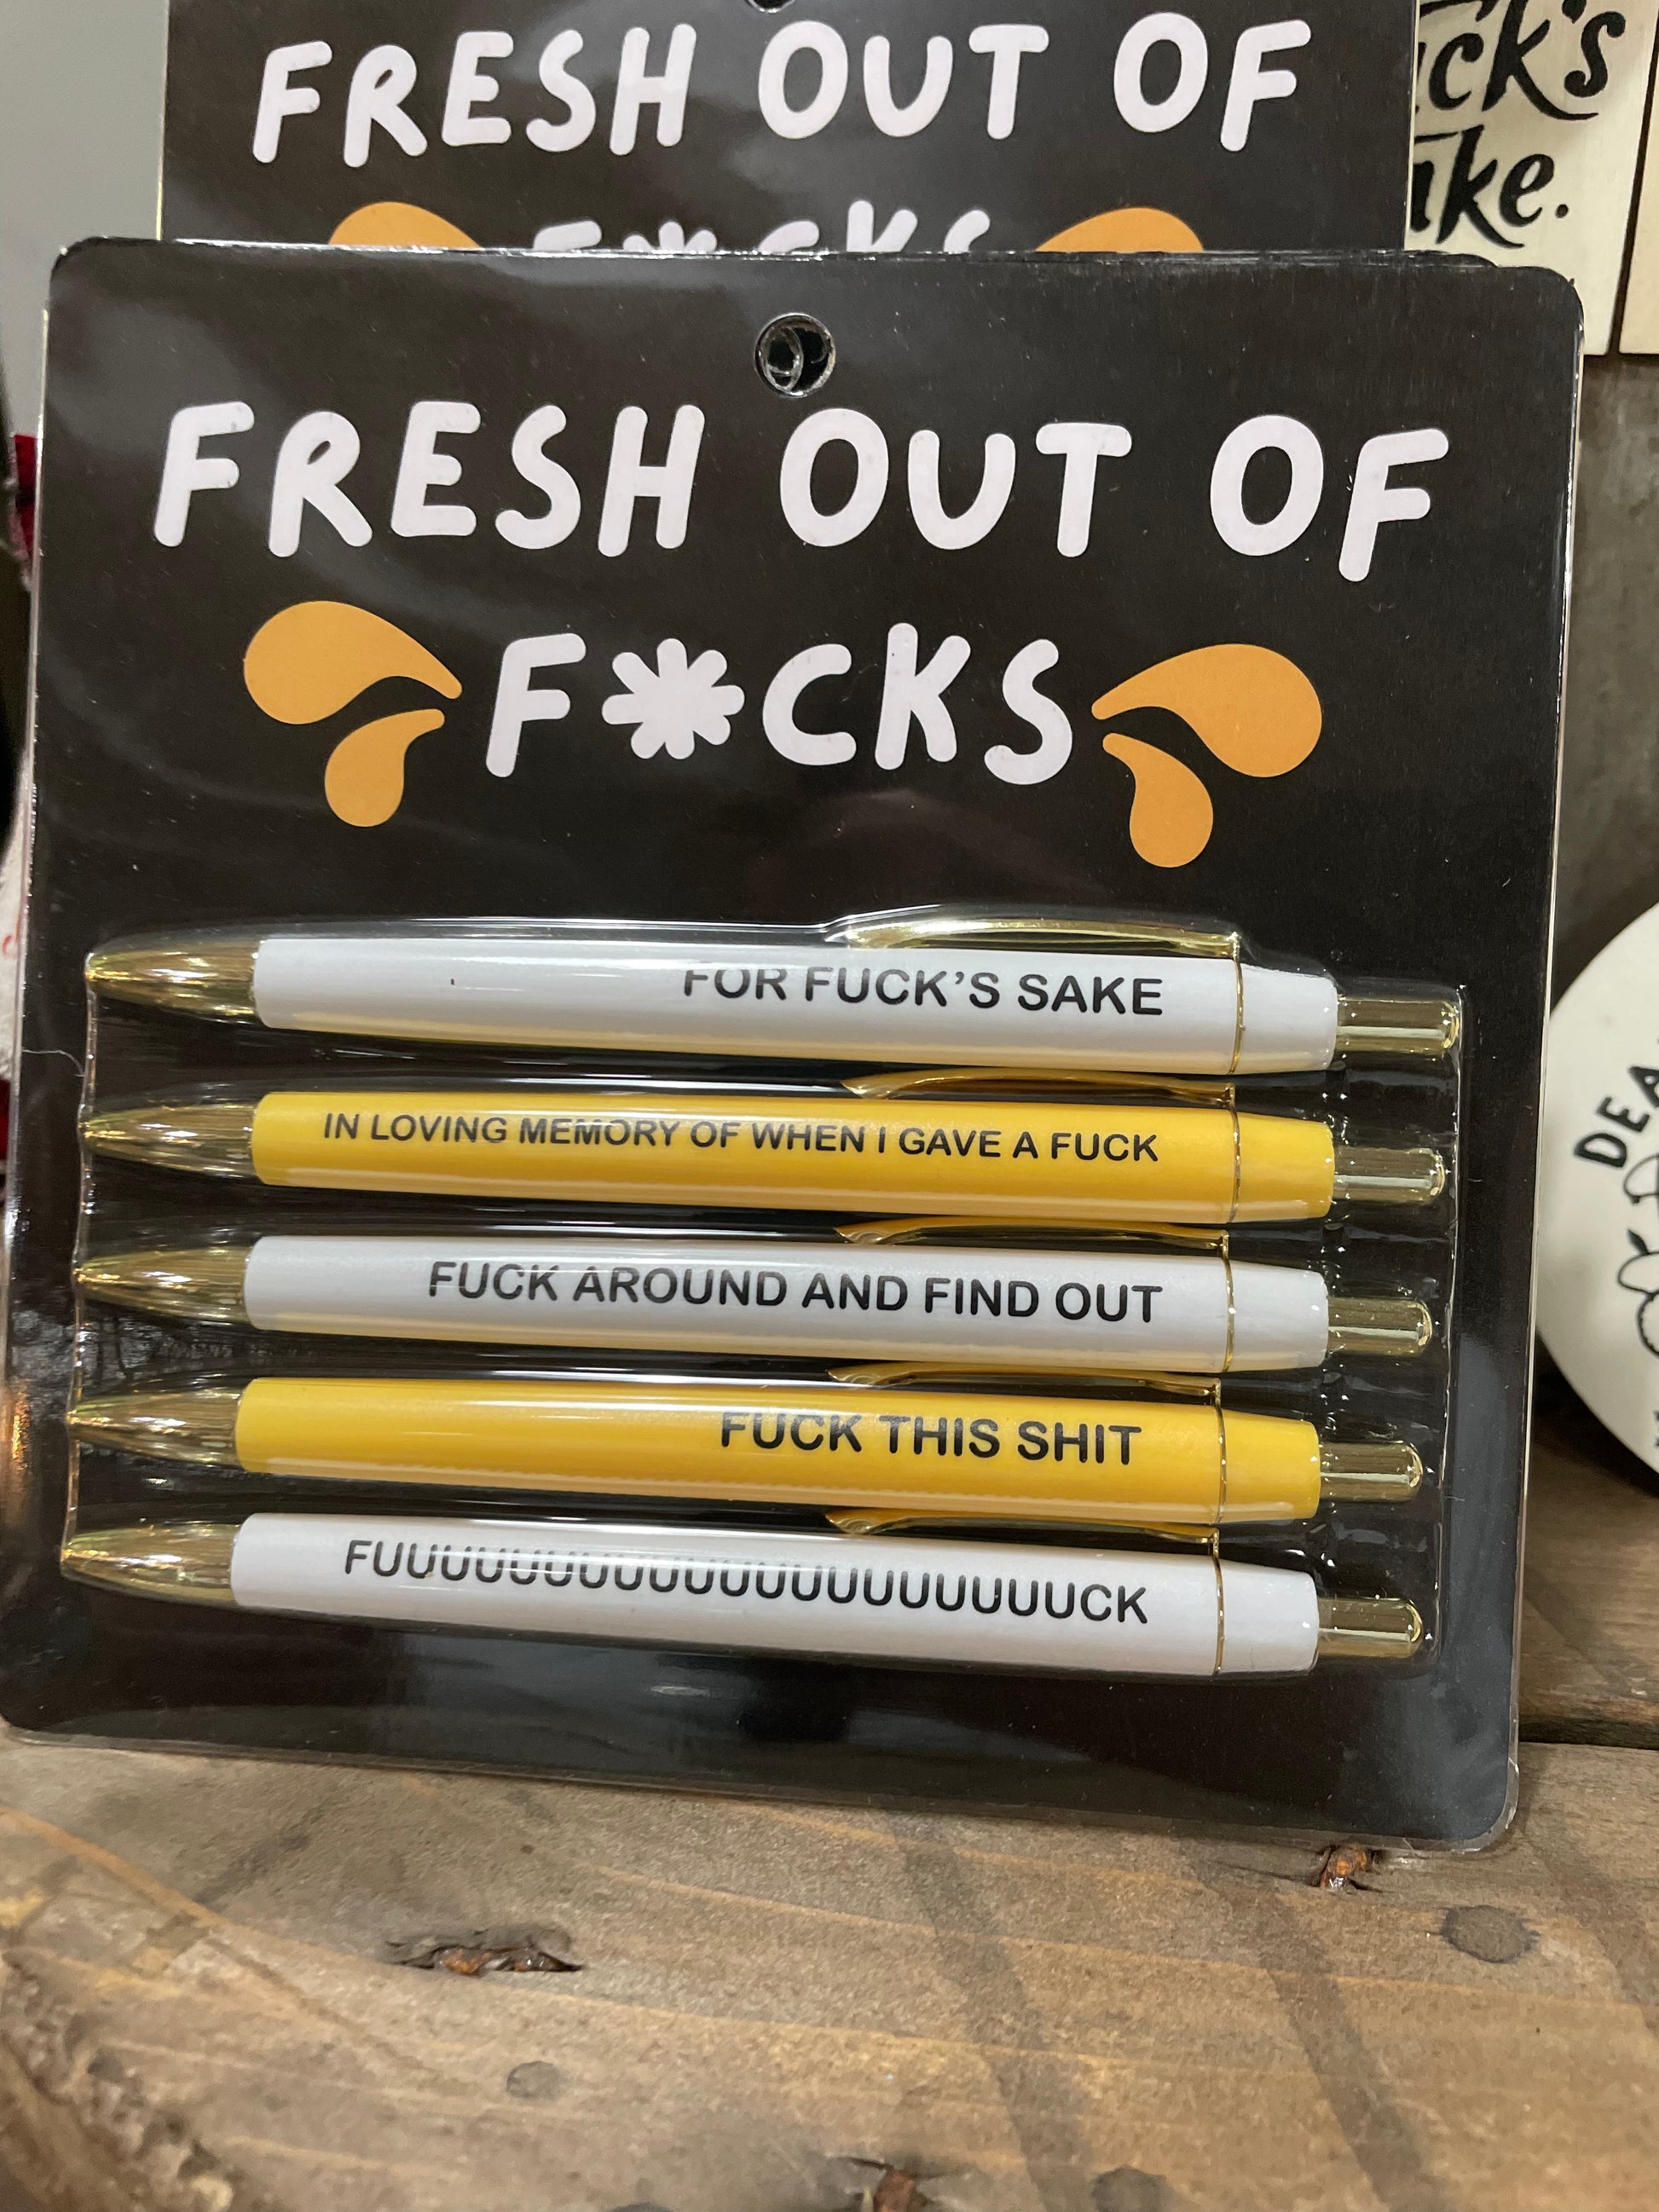 FRESH OUT OF
F*CKS
FRESH OUT OF
F*CKS
FOR FUCK'S SAKE
IN LOVING MEMORY OF WHEN I GAVE A FUCK
FUCK AROUND AND FIND OUT
FUCK THIS SHIT
FUUUUUUUUUUUUUUUUUUUUCK